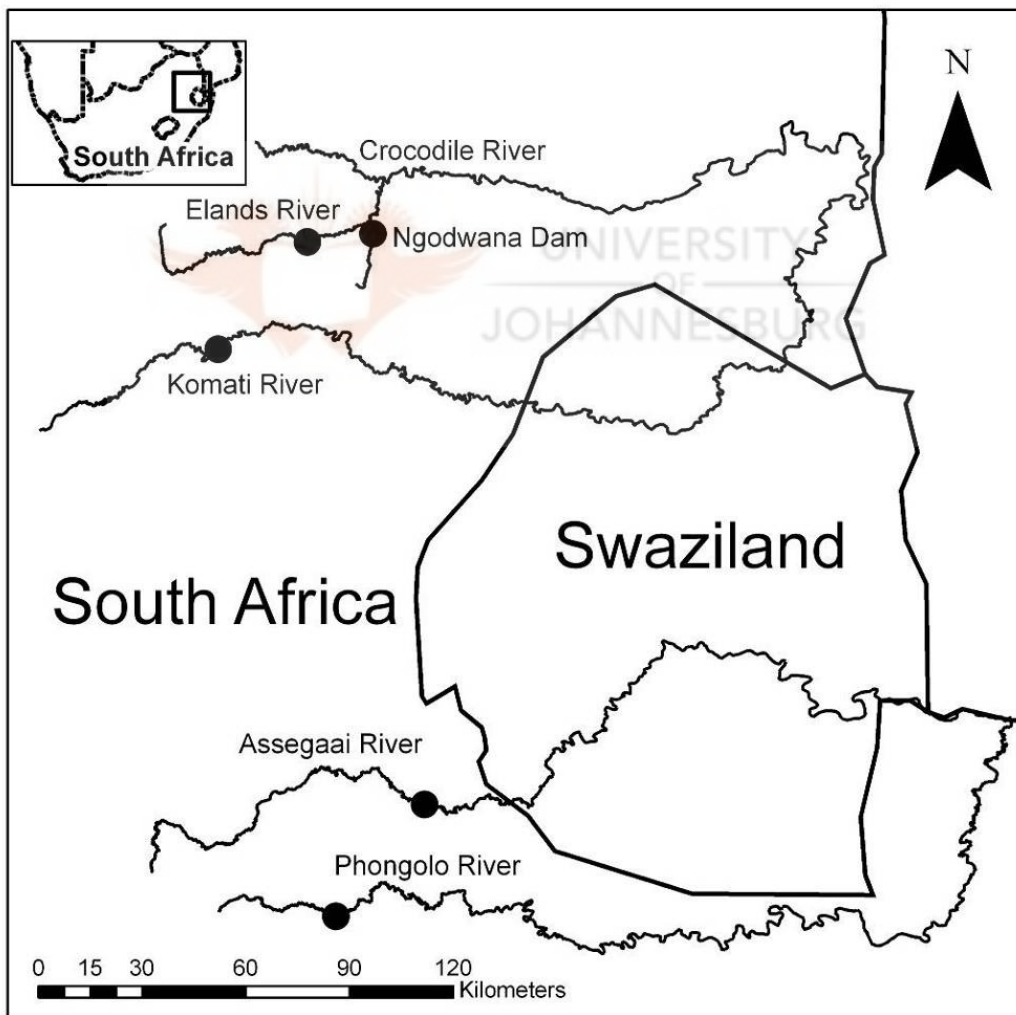 N
South Africa
Crocodile River
Elands River
Ngodwana Dam
UNIVERSITY
OF
JOHANNESBURG
Komati River
Swaziland
South Africa
Assegaai River
Phongolo River
0 15 30 60 90 120
Kilometers